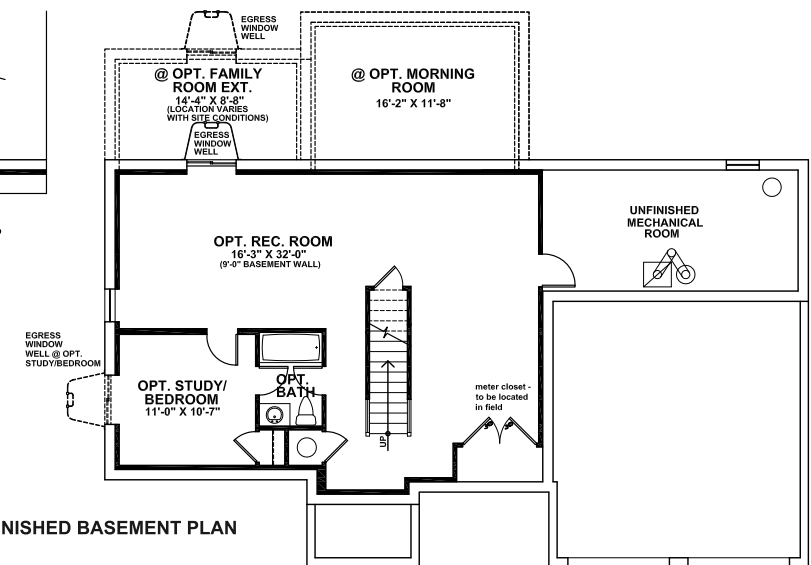 EGRESS
WINDOW
WELL
@ OPT. FAMILY
ROOM EXT.
14'-4" X 8'-8"
(LOCATION VARIES
WITH SITE CONDITIONS)
@ OPT. MORNING
ROOM
16'-2" X 11'-8"
EGRESS
WINDOW
WELL
UNFINISHED
MECHANICAL
ROOM
OPT. REC. ROOM
16'-3" X 32'-0"
(9'-0" BASEMENT WALL)
EGRESS
WINDOW
WELL @ OPT.
STUDY/BEDROOM
OPT. STUDY/
BEDROOM
11'-0" X 10'-7"
OPT.
BATH
UP
meter closet -
to be located
in field
NISHED BASEMENT PLAN